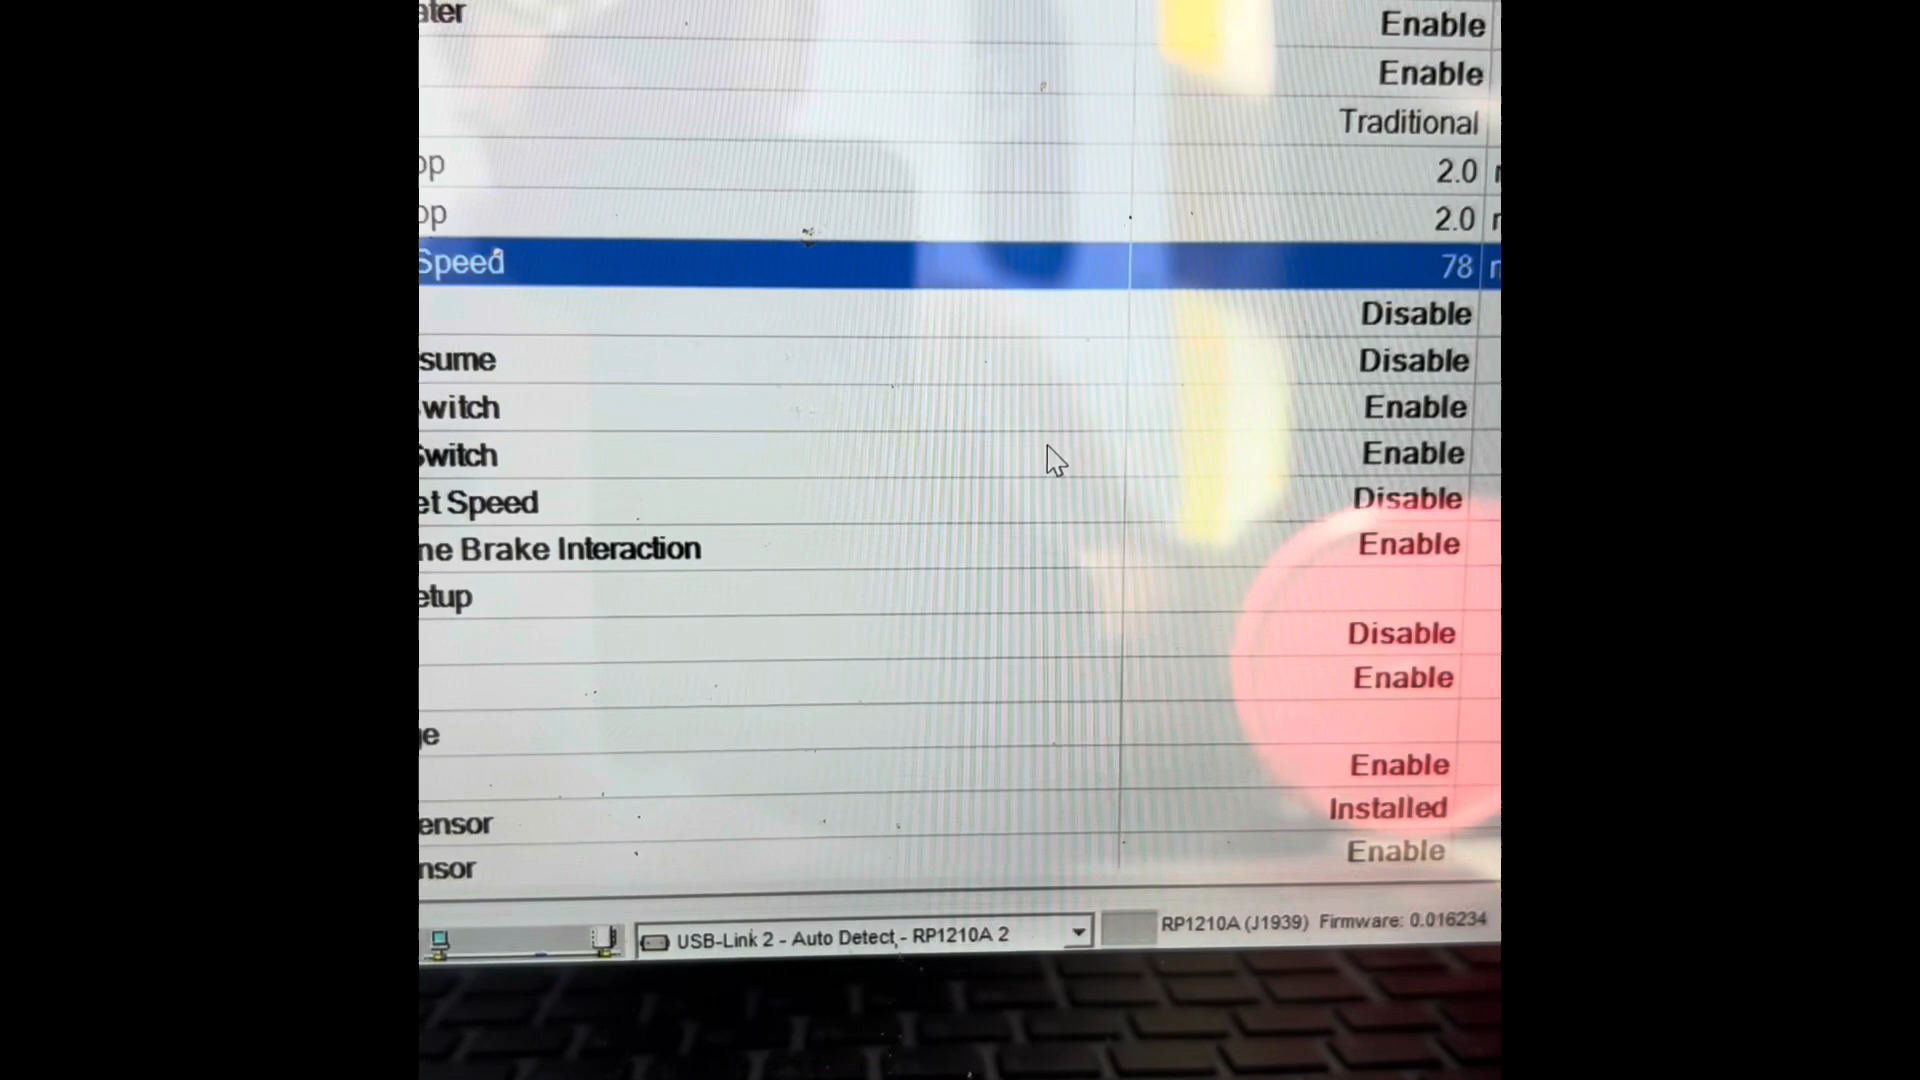 ater Enable
Enable
Traditional
op 2.0
op 2.0
Speed 78
Disable
sume Disable
witch Enable
Switch Enable
et Speed Disable
ne Brake Interaction Enable
etup
Disable
Enable
ge
Enable
Installed
ensor
Enable
nsor
USB-Link 2 - Auto Detect - RP1210A 2 RP1210A (J1939) Firmware: 0.016234